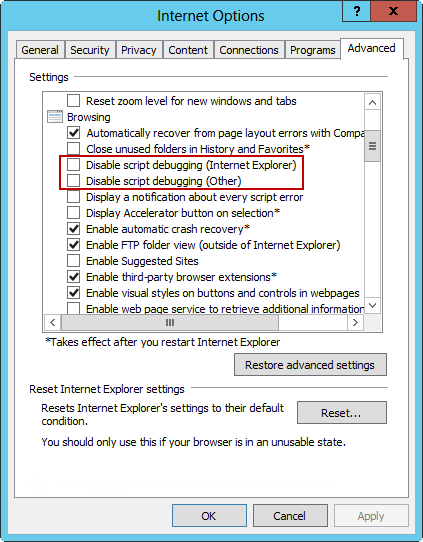 Internet Options
? x
General Security Privacy Content Connections Programs Advanced
Settings
Reset zoom level for new windows and tabs
Browsing
Automatically recover from page layout errors with Compa
Close unused folders in History and Favorites*
Disable script debugging (Internet Explorer)
Disable script debugging (Other)
Display a notification about every script error
Display Accelerator button on selection*
Enable automatic crash recovery*
Enable FTP folder view (outside of Internet Explorer)
Enable Suggested Sites
Enable third-party browser extensions*
Enable visual styles on buttons and controls in webpages
Enable web page service to retrieve additional information
*Takes effect after you restart Internet Explorer
Restore advanced settings
Reset Internet Explorer settings
Resets Internet Explorer's settings to their default
condition.
Reset...
You should only use this if your browser is in an unusable state.
OK Cancel Apply